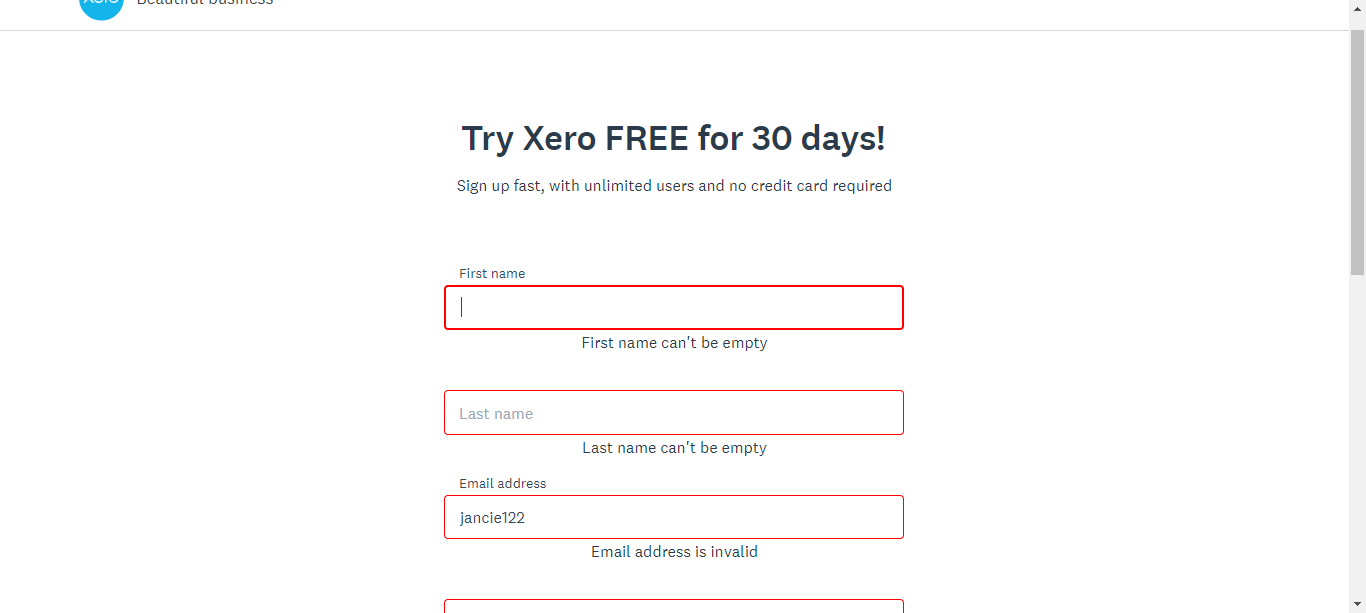 xero Beautiful business
Try Xero FREE for 30 days!
Sign up fast, with unlimited users and no credit card required
First name
First name can't be empty
Last name
Last name can't be empty
Email address
jancie122
Email address is invalid